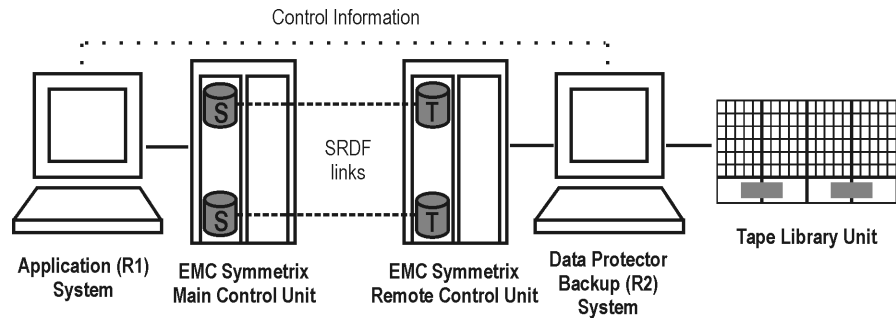 Control Information
S
T
SRDF
links
S
T
Application (R1)
System
EMC Symmetrix
Main Control Unit
EMC Symmetrix
Remote Control Unit
Data Protector
Backup (R2)
System
Tape Library Unit